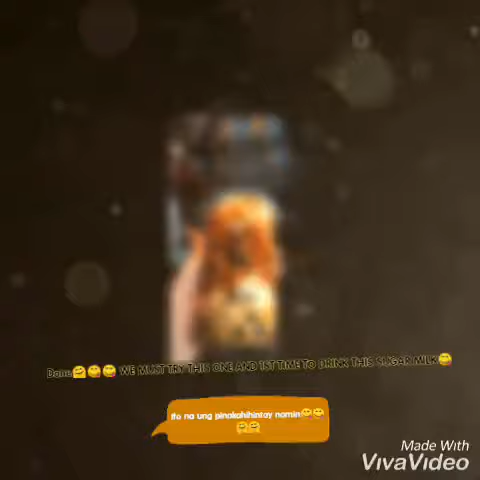 Done🤗😋😋 WE MUST TRY THIS ONE AND 1ST TIME TO DRINK THIS SUGAR MILK😋
Ito na ung pinakahihintay namin😋😋
🤗🤗
Made With
VivaVideo